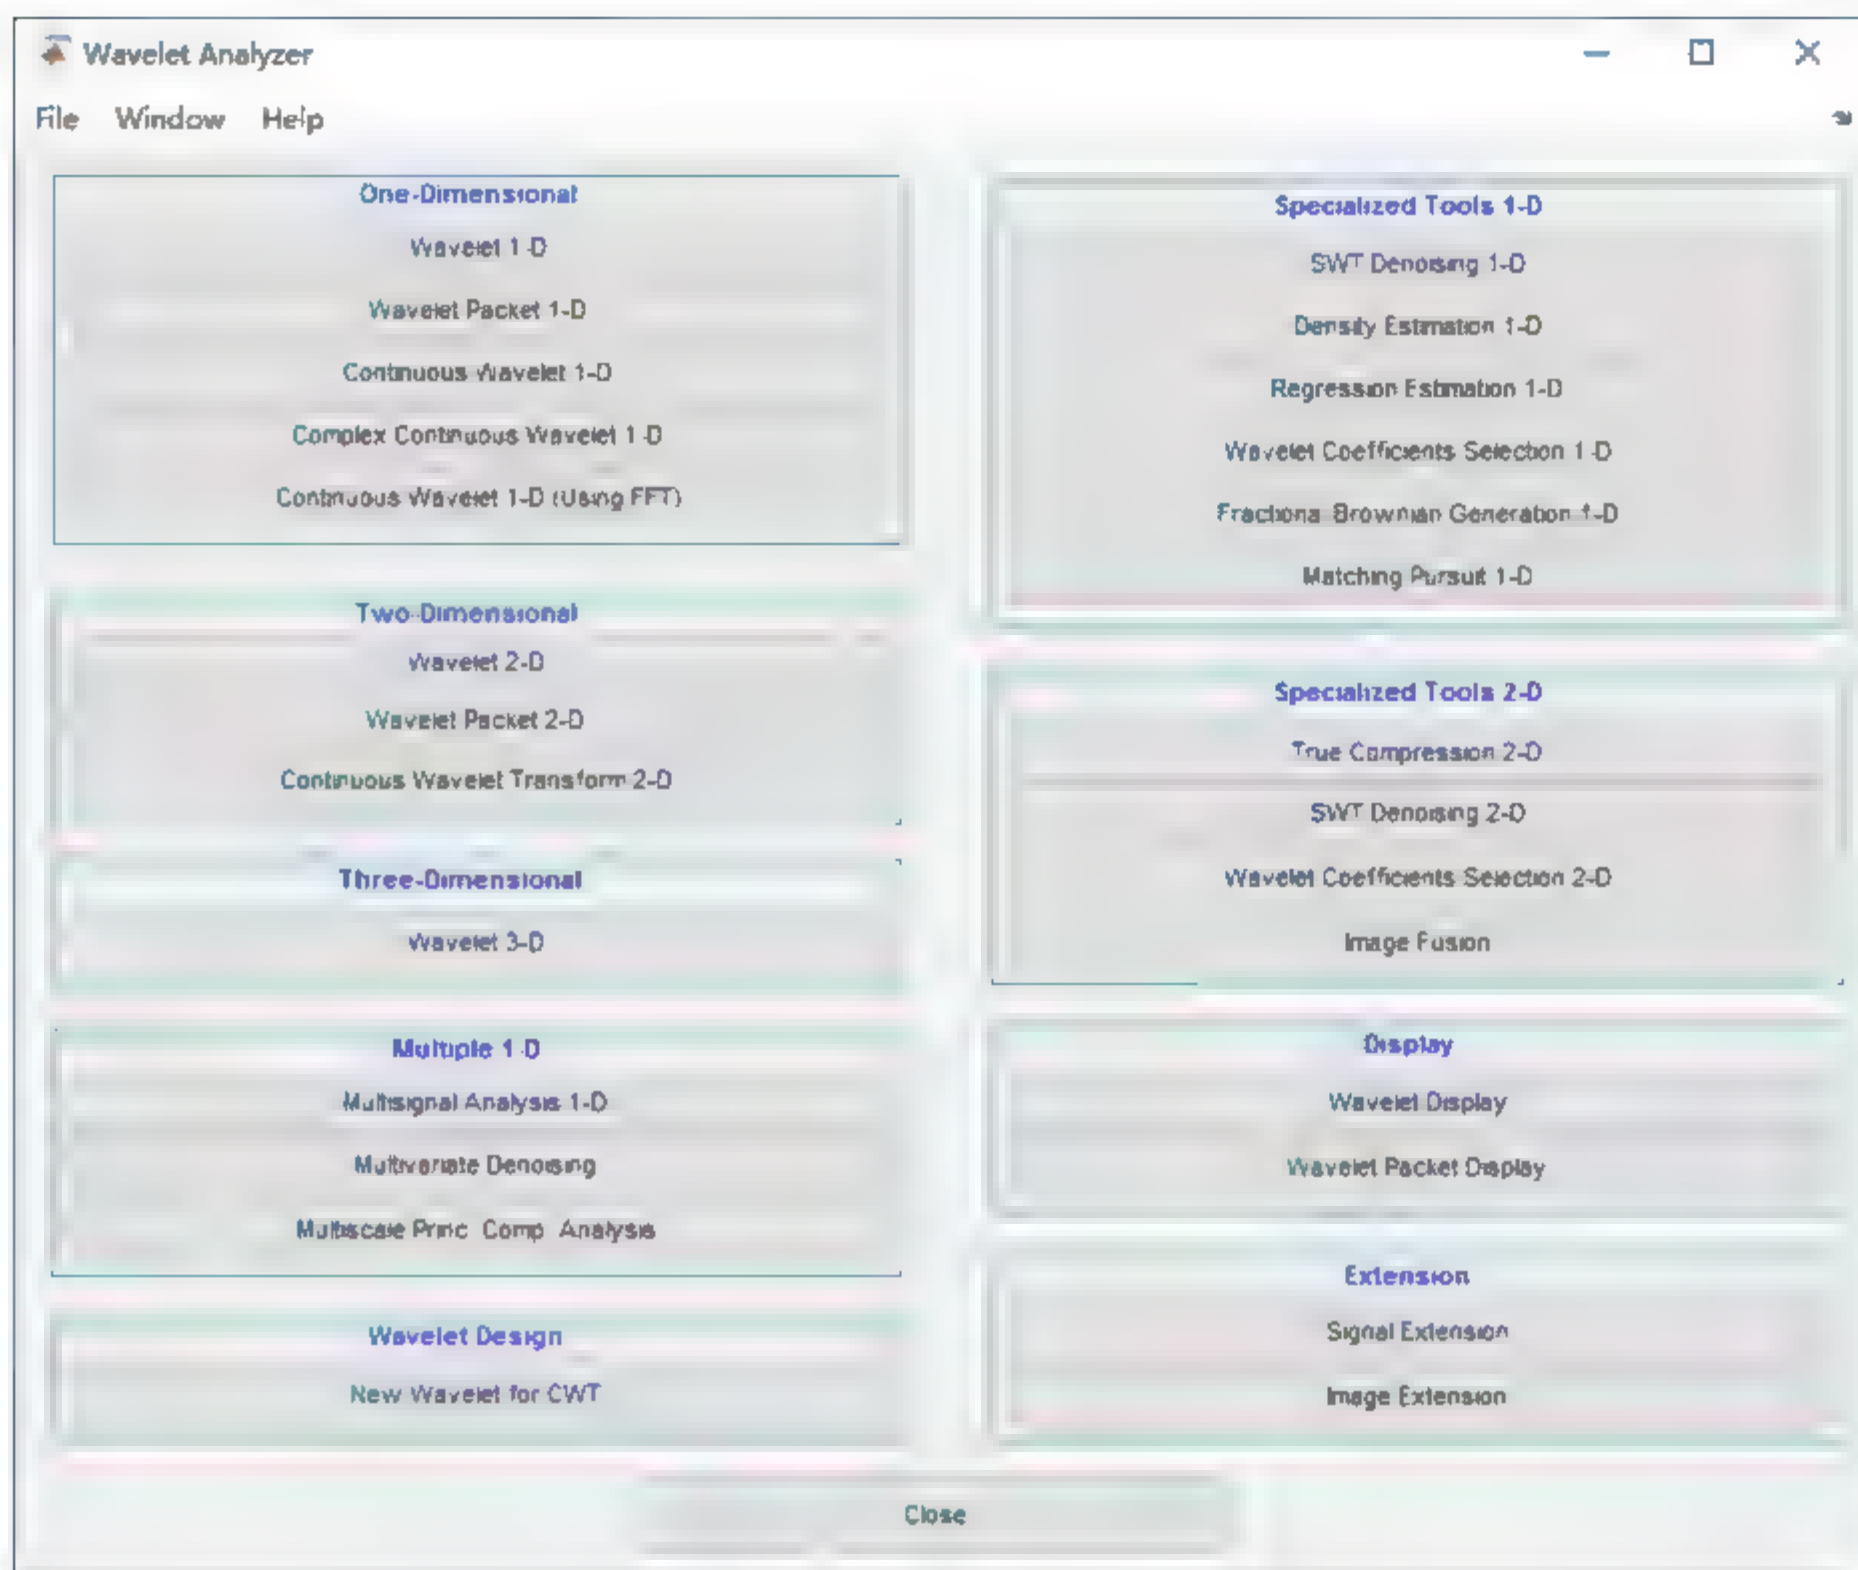 Wavelet Analyzer
File Window Help
One-Dimensional
Wavelet 1-D
Wavelet Packet 1-D
Continuous Wavelet 1-D
Complex Continuous Wavelet 1-D
Continuous Wavelet 1-D (Using FFT)
Two-Dimensional
Wavelet 2-D
Wavelet Packet 2-D
Continuous Wavelet Transform 2-D
Three-Dimensional
Wavelet 3-D
Multiple 1-D
Multisignal Analysis 1-D
Multivariate Denoising
Multiscale Princ. Comp. Analysis
Wavelet Design
New Wavelet for CWT
Specialized Tools 1-D
SWT Denoising 1-D
Density Estimation 1-D
Regression Estimation 1-D
Wavelet Coefficients Selection 1-D
Fractional Brownian Generation 1-D
Matching Pursuit 1-D
Specialized Tools 2-D
True Compression 2-D
SWT Denoising 2-D
Wavelet Coefficients Selection 2-D
Image Fusion
Display
Wavelet Display
Wavelet Packet Display
Extension
Signal Extension
Image Extension
Close